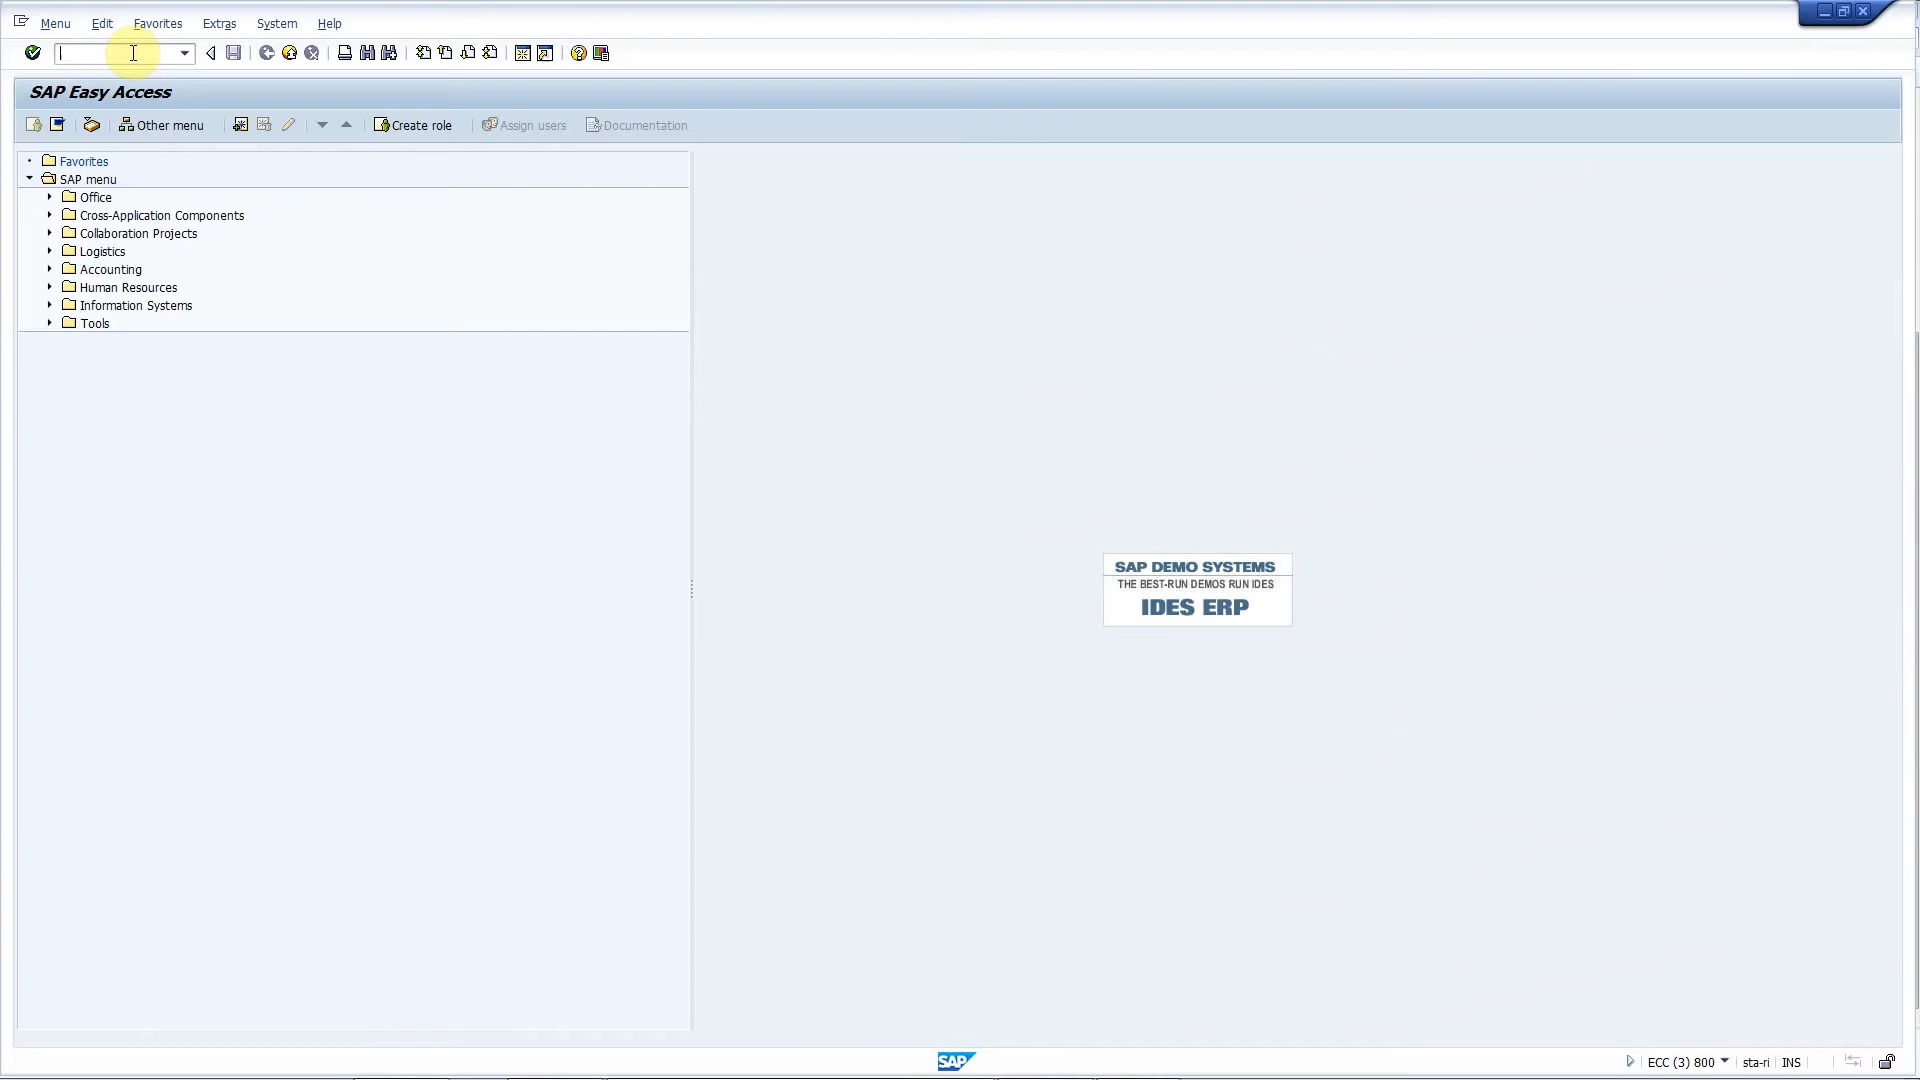 Menu Edit Favorites Extras System Help
SAP Easy Access
Other menu Create role Assign users Documentation
Favorites
SAP menu
Office
Cross-Application Components
Collaboration Projects
Logistics
Accounting
Human Resources
Information Systems
Tools
SAP DEMO SYSTEMS
THE BEST-RUN DEMOS RUN IDES
IDES ERP
SAP ECC (3) 800 sta-ri INS